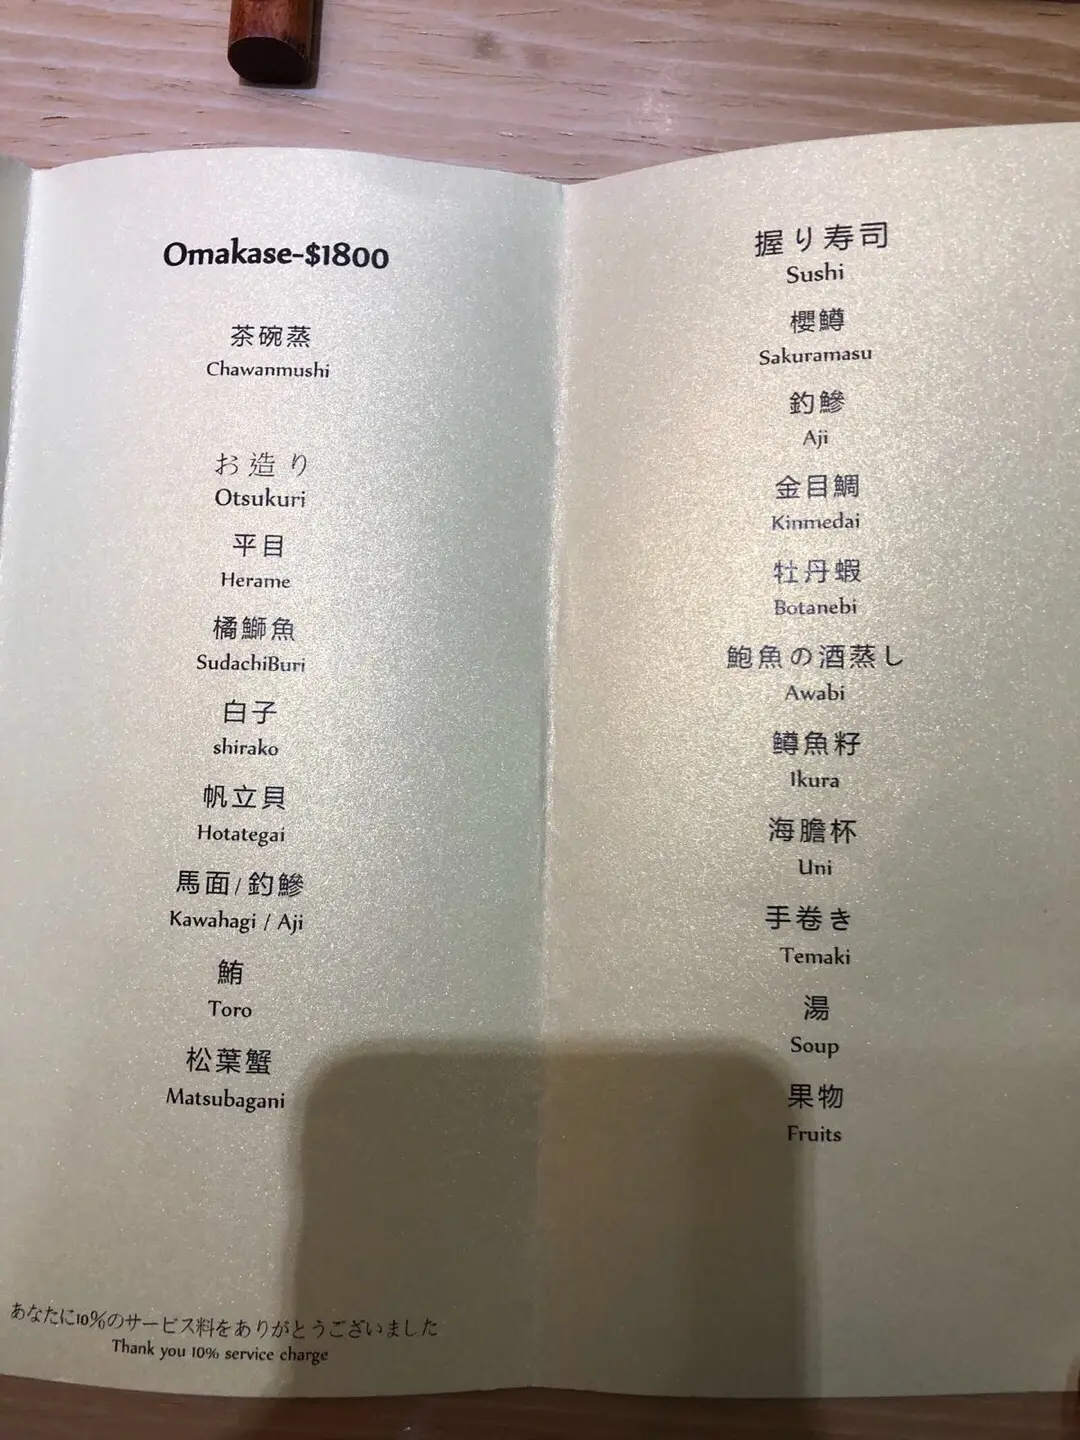 Omakase-$1800
茶碗蒸
Chawanmushi
お造り
Otsukuri
平目
Herame
橘鰤魚
SudachiBuri
白子
shirako
帆立貝
Hotategai
馬面/釣鰺
Kawahagi / Aji
鮪
Toro
松葉蟹
Matsubagani
あなたに10%のサービス料をありがとうございました
Thank you 10% service charge
握り寿司
Sushi
櫻鱒
Sakuramasu
釣鰺
Aji
金目鯛
Kinmedai
牡丹蝦
Botanebi
鮑魚の酒蒸し
Awabi
鱒魚籽
Ikura
海膽杯
Uni
手卷き
Temaki
湯
Soup
果物
Fruits